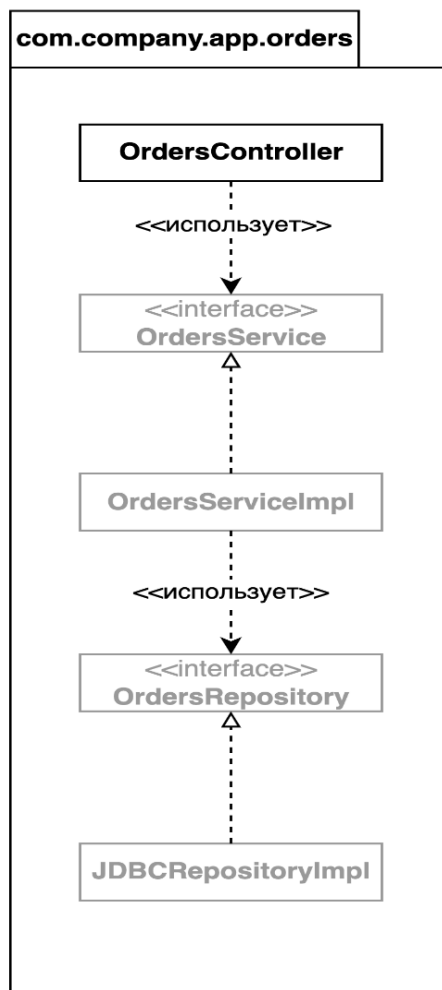 com.company.app.orders
OrdersController
<<использует>>
<<interface>>
OrdersService
OrdersServiceImpl
<<использует>>
<<interface>>
OrdersRepository
JDBCRepositoryImpl